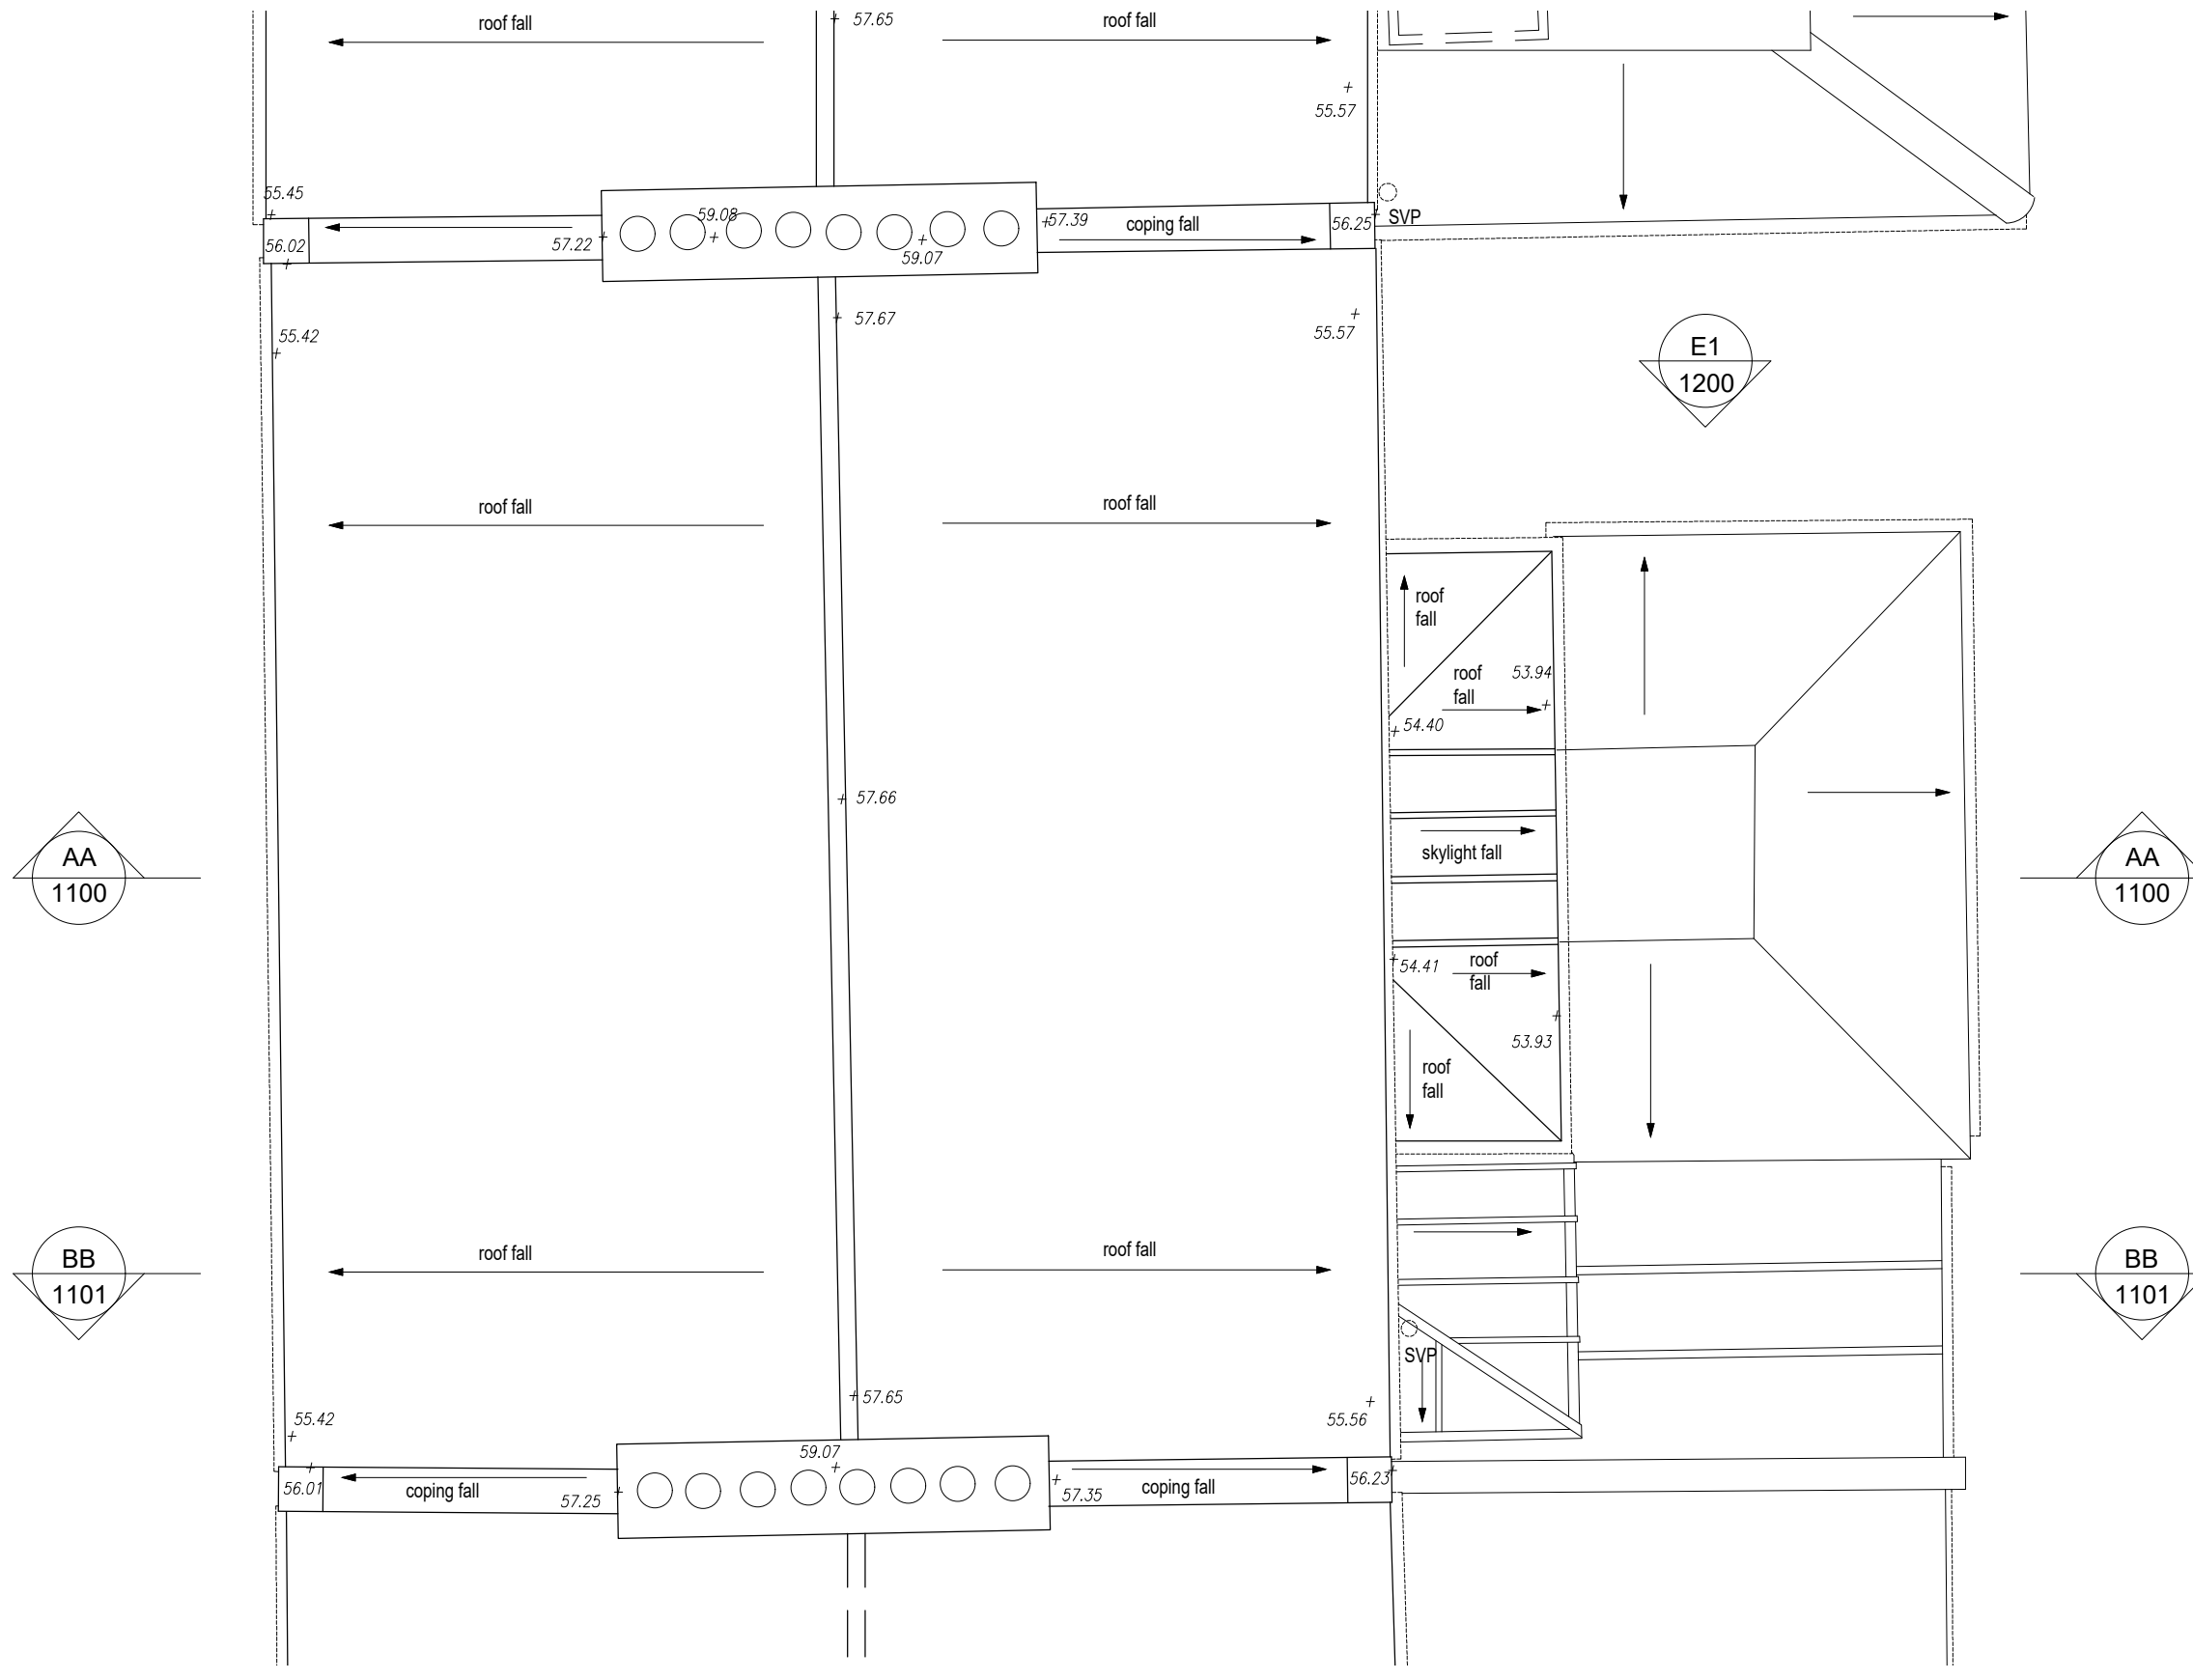 roof fall
57.65
roof fall
55.57
55.45
59.08
57.39
coping fall
56.25
SVP
56.02
57.22
59.07
55.42
57.67
55.57
E1
1200
roof fall
roof fall
roof
fall
roof
fall
53.94
54.40
57.66
skylight fall
AA
1100
AA
1100
54.41
roof
fall
53.93
roof
fall
roof fall
roof fall
BB
1101
BB
1101
SVP
57.65
55.42
55.56
59.07
56.01
coping fall
57.25
57.35
coping fall
56.23